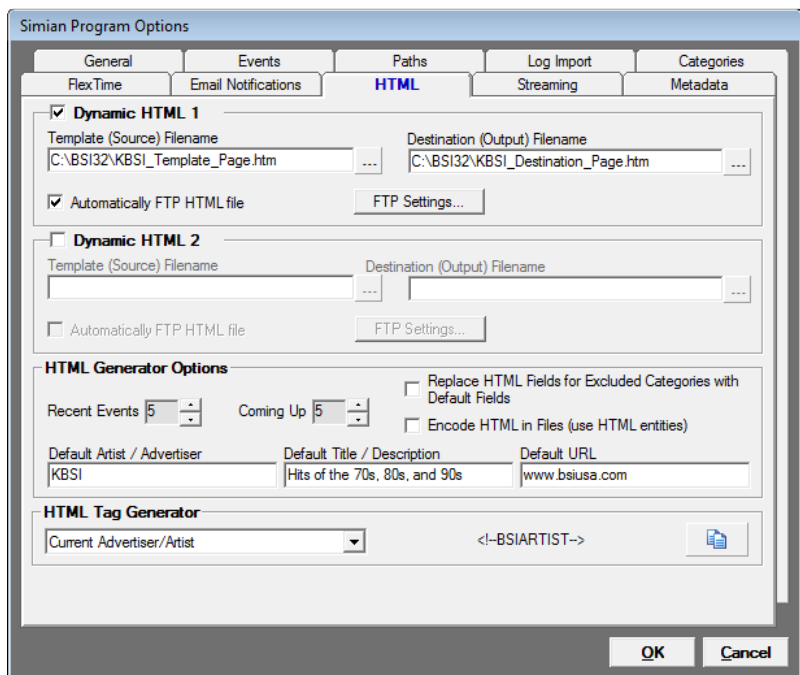 Simian Program Options
General Events Paths Log Import Categories
FlexTime Email Notifications HTML Streaming Metadata
Dynamic HTML 1
Template (Source) Filename Destination (Output) Filename
C:\BSI32\KBSI_Template_Page.htm ... C:\BSI32\KBSI_Destination_Page.htm ...
Automatically FTP HTML file FTP Settings...
Dynamic HTML 2
Template (Source) Filename Destination (Output) Filename
... ...
Automatically FTP HTML file FTP Settings...
HTML Generator Options
Replace HTML Fields for Excluded Categories with
Default Fields
Recent Events 5 Coming Up 5
Encode HTML in Files (use HTML entities)
Default Artist / Advertiser Default Title / Description Default URL
KBSI Hits of the 70s, 80s, and 90s www.bsiusa.com
HTML Tag Generator
Current Advertiser/Artist <!--BSIARTIST-->
OK Cancel